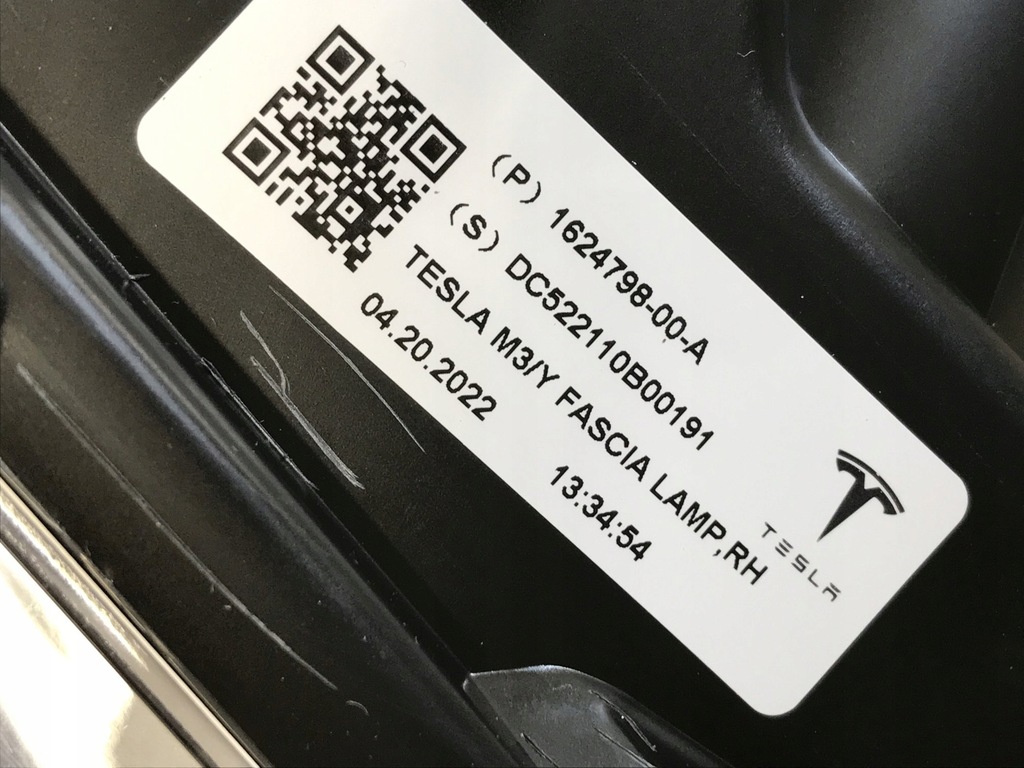 (P) 1624798-00-A
(S) DC522110B00191
TESLA M3/Y FASCIA LAMP,RH
04.20.2022 13:34:54
TESLA